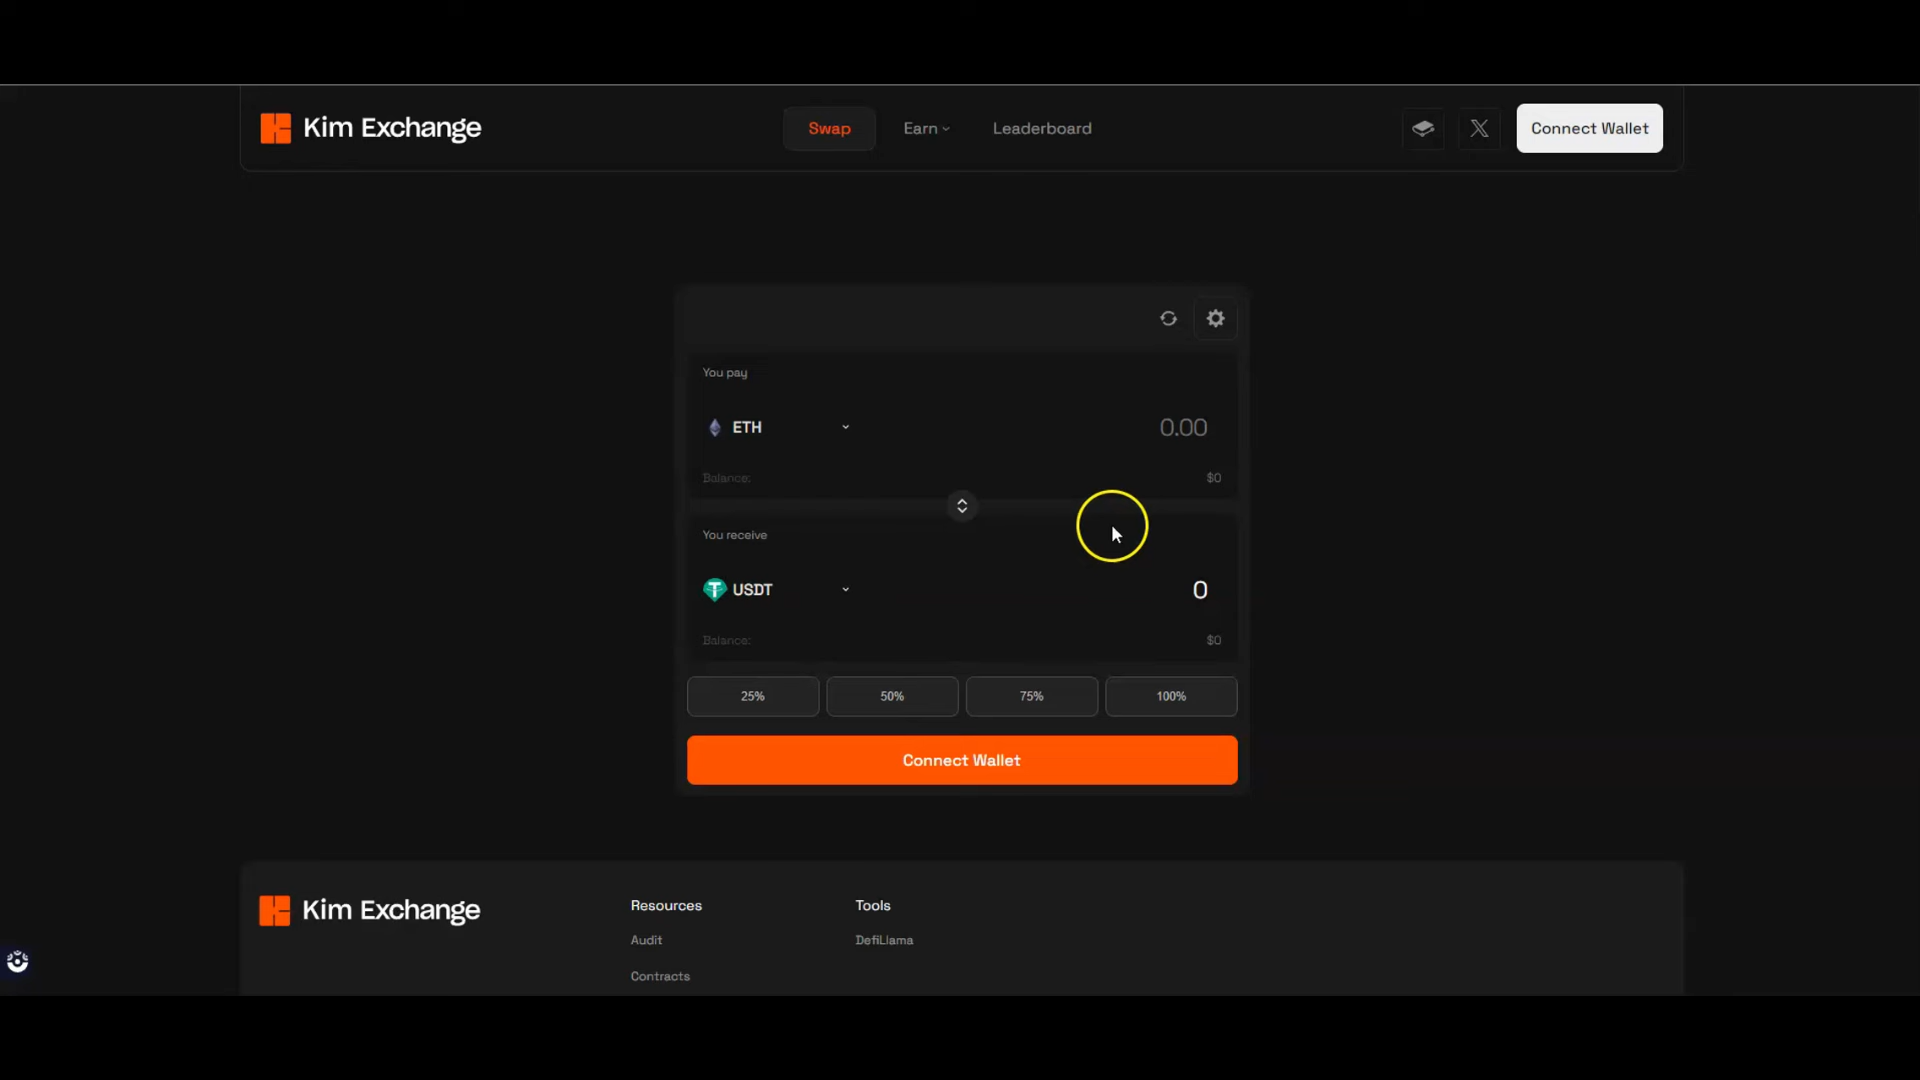 Kim Exchange
Swap
Earn
Leaderboard
Connect Wallet
You pay
ETH
0.00
Balance:
$0
You receive
USDT
0
Balance:
$0
25%
50%
75%
100%
Connect Wallet
Kim Exchange
Resources
Tools
Audit
DefiLlama
Contracts